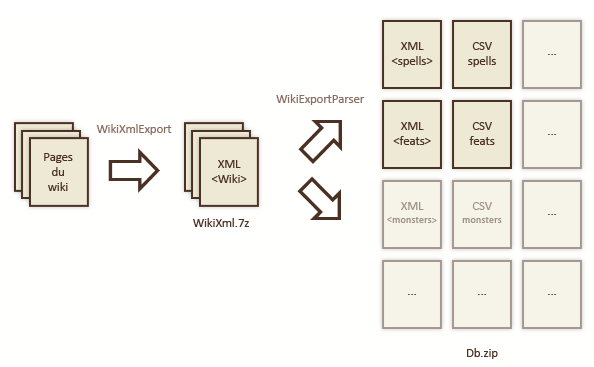 WikiXmlExport
WikiExportParser
Pages
du
wiki
XML
<Wiki>
WikiXml.7z
XML
<spells>
CSV
spells
...
XML
<feats>
CSV
feats
...
XML
<monsters>
CSV
monsters
...
...
...
...
Db.zip